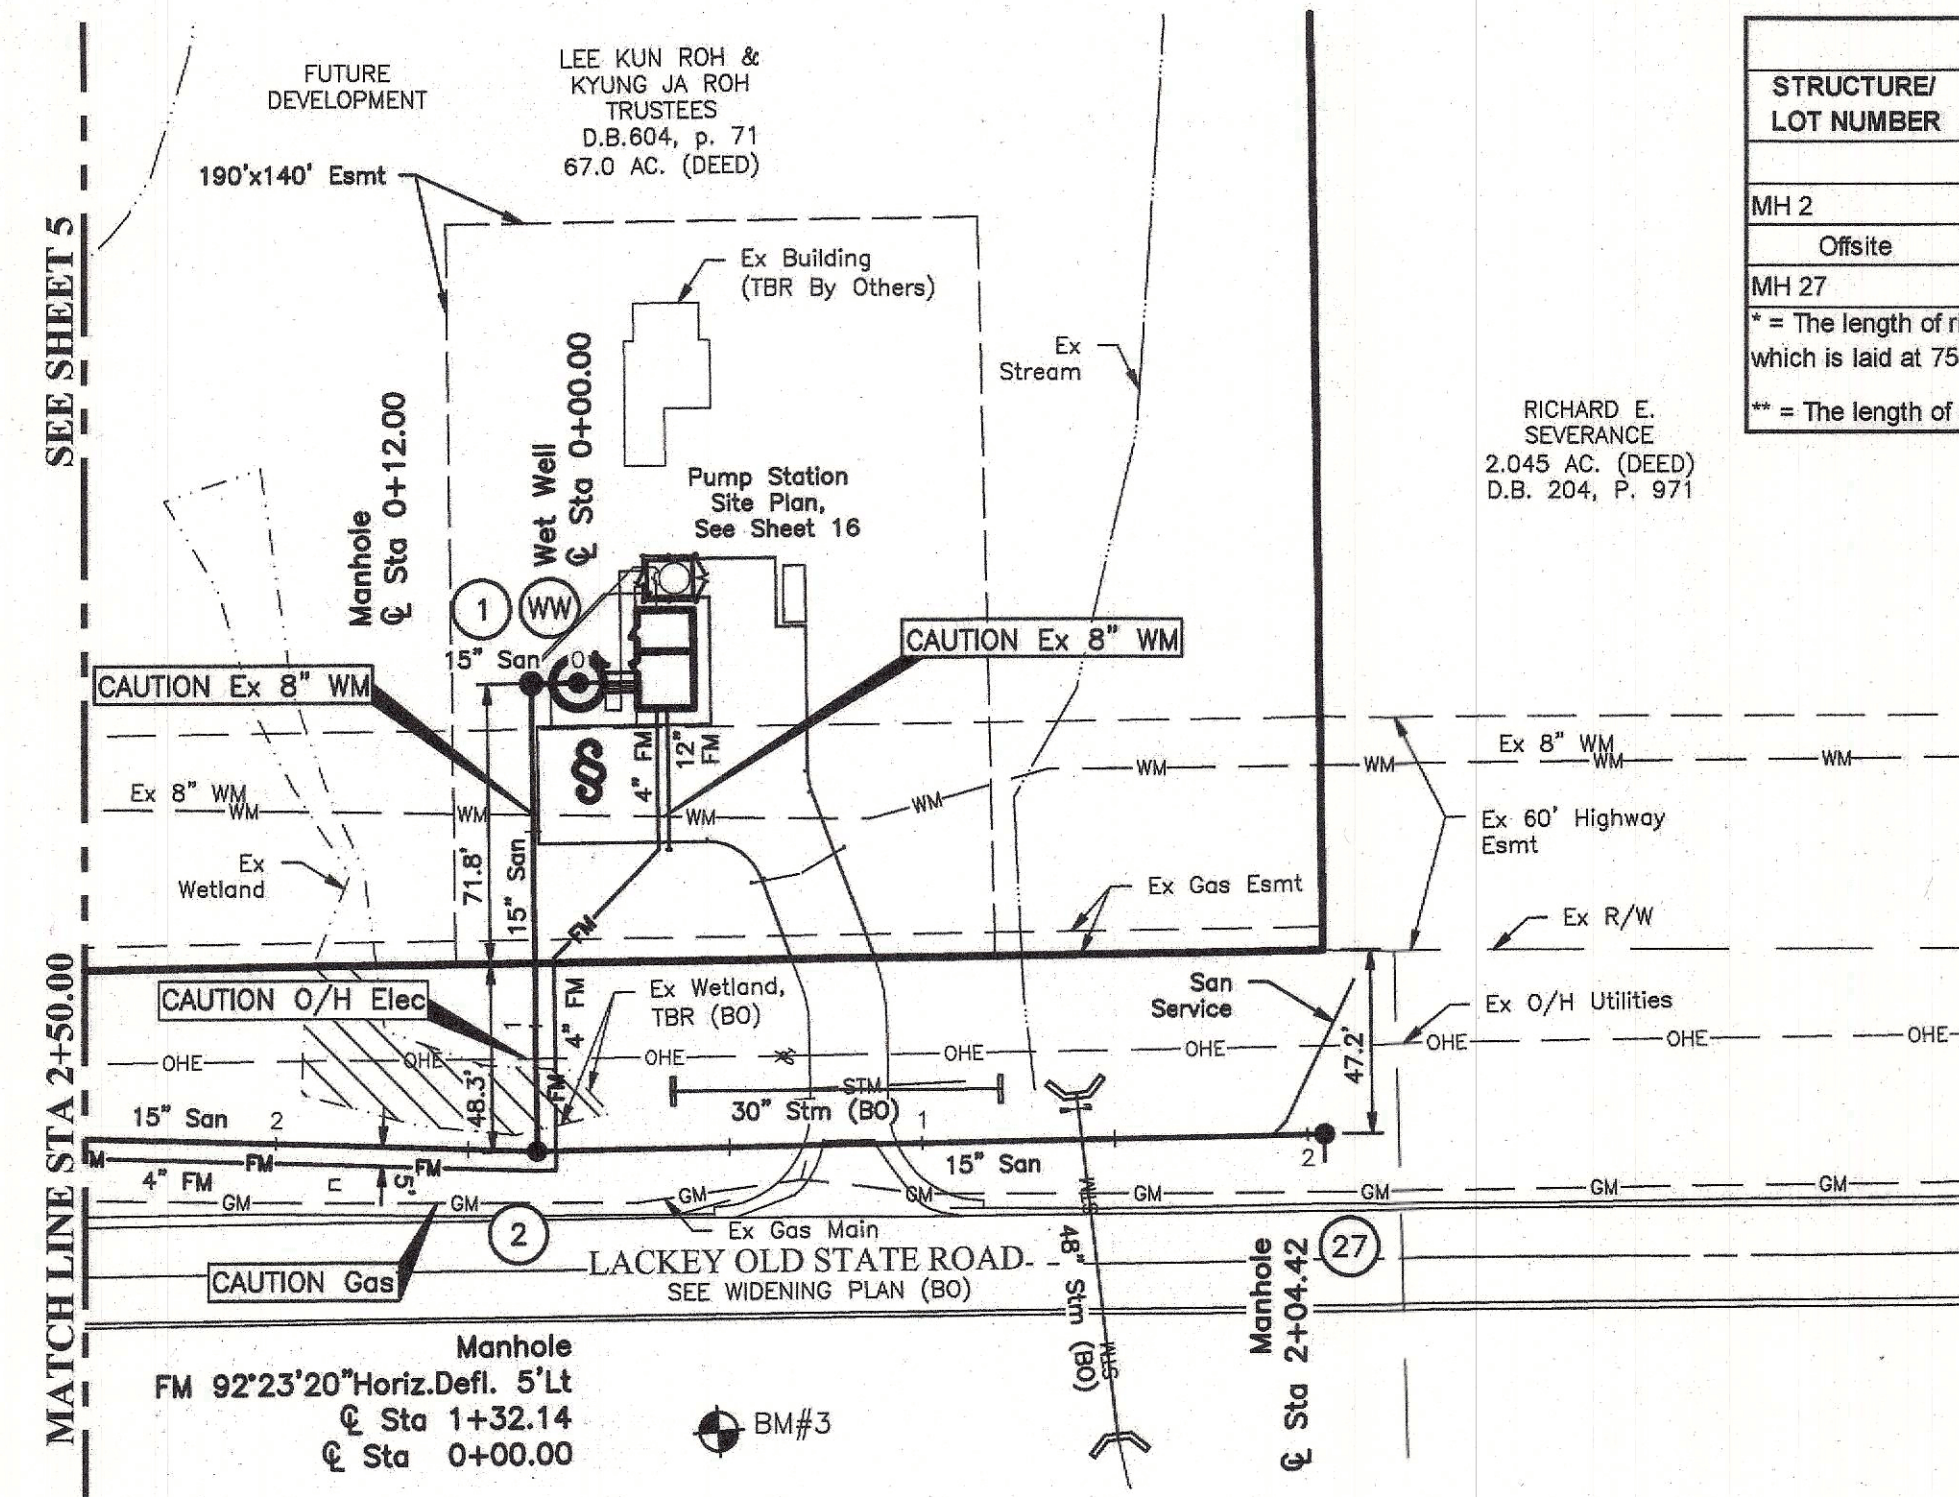 FUTURE
DEVELOPMENT
LEE KUN ROH &
KYUNG JA ROH
TRUSTEES
D.B.604, p. 71
67.0 AC. (DEED)
190'x140' Esmt
SEE SHEET 5
MATCH LINE STA 2+50.00
Ex Building
(TBR By Others)
Ex
Stream
STRUCTURE/
LOT NUMBER
MH 2
Offsite
MH 27
* = The length of
which is laid at 75
** = The length of
RICHARD E.
SEVERANCE
2.045 AC. (DEED)
D.B. 204, P. 971
Manhole
℄ Sta 0+12.00
Wet Well
℄ Sta 0+00.00
Pump Station
Site Plan,
See Sheet 16
1
WW
15" San
0
CAUTION Ex 8" WM
CAUTION Ex 8" WM
4" FM
12"
FM
Ex 8" WM
WM
WM
WM
WM
WM
WM
Ex 8" WM
WM
WM
71.8'
15" San
FM
Ex
Wetland
Ex 60' Highway
Esmt
Ex Gas Esmt
Ex R/W
CAUTION O/H Elec
1
4" FM
FM
Ex Wetland,
TBR (BO)
San
Service
Ex O/H Utilities
47.2'
48.3'
OHE
OHE
OHE
OHE
OHE
OHE
OHE
OHE
STM
30" Stm (BO)
15" San
2
1
15" San
2
M
FM
FM
4" FM
5'
GM
GM
GM
GM
GM
GM
GM
GM
2
Ex Gas Main
27
CAUTION Gas
LACKEY OLD STATE ROAD
SEE WIDENING PLAN (BO)
STM
48" Stm (BO)
STM
Manhole
℄ Sta 2+04.42
Manhole
FM 92°23'20"Horiz.Defl. 5'Lt
℄ Sta 1+32.14
℄ Sta 0+00.00
BM#3